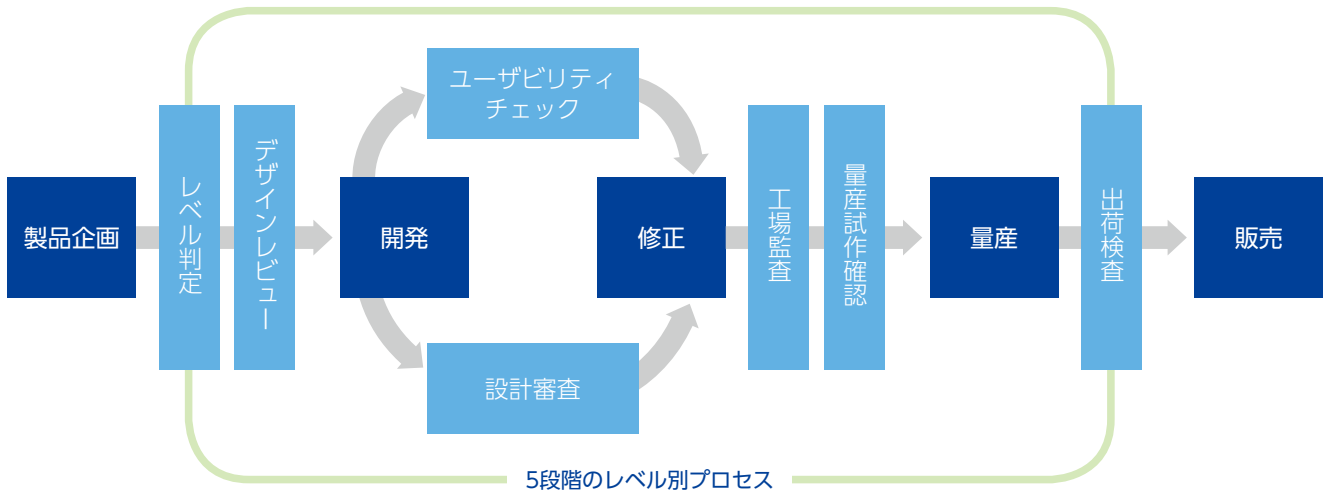 製品企画
レベル判定
デザインレビュー
開発
ユーザビリティ
チェック
設計審査
修正
工場監査
量産試作確認
量産
出荷検査
販売
5段階のレベル別プロセス